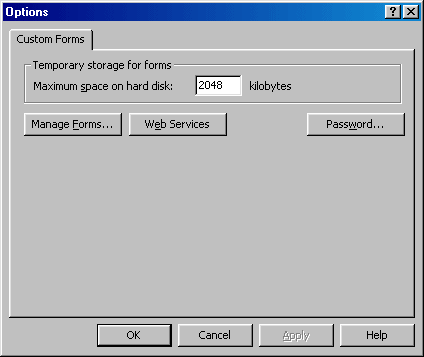 Options
Custom Forms
Temporary storage for forms
Maximum space on hard disk: 2048 kilobytes
Manage Forms... Web Services Password...
OK Cancel Apply Help